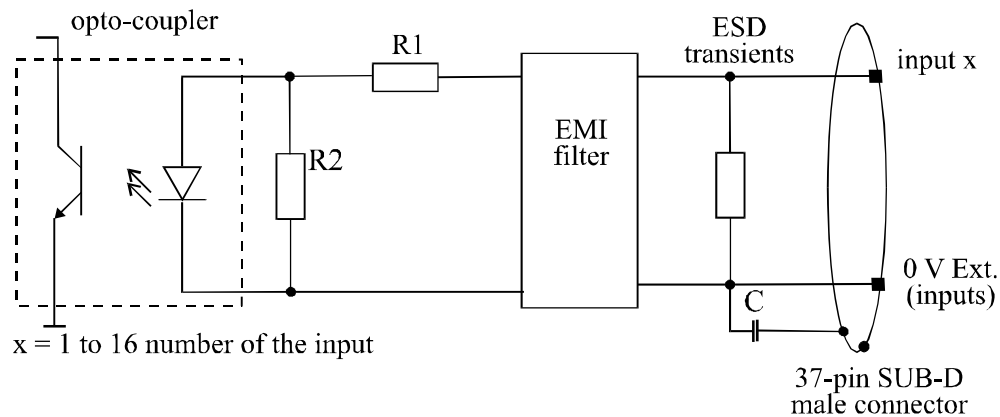 opto-coupler
R1
ESD
transients
input x
EMI
filter
R2
0 V Ext.
(inputs)
C
x = 1 to 16 number of the input
37-pin SUB-D
male connector